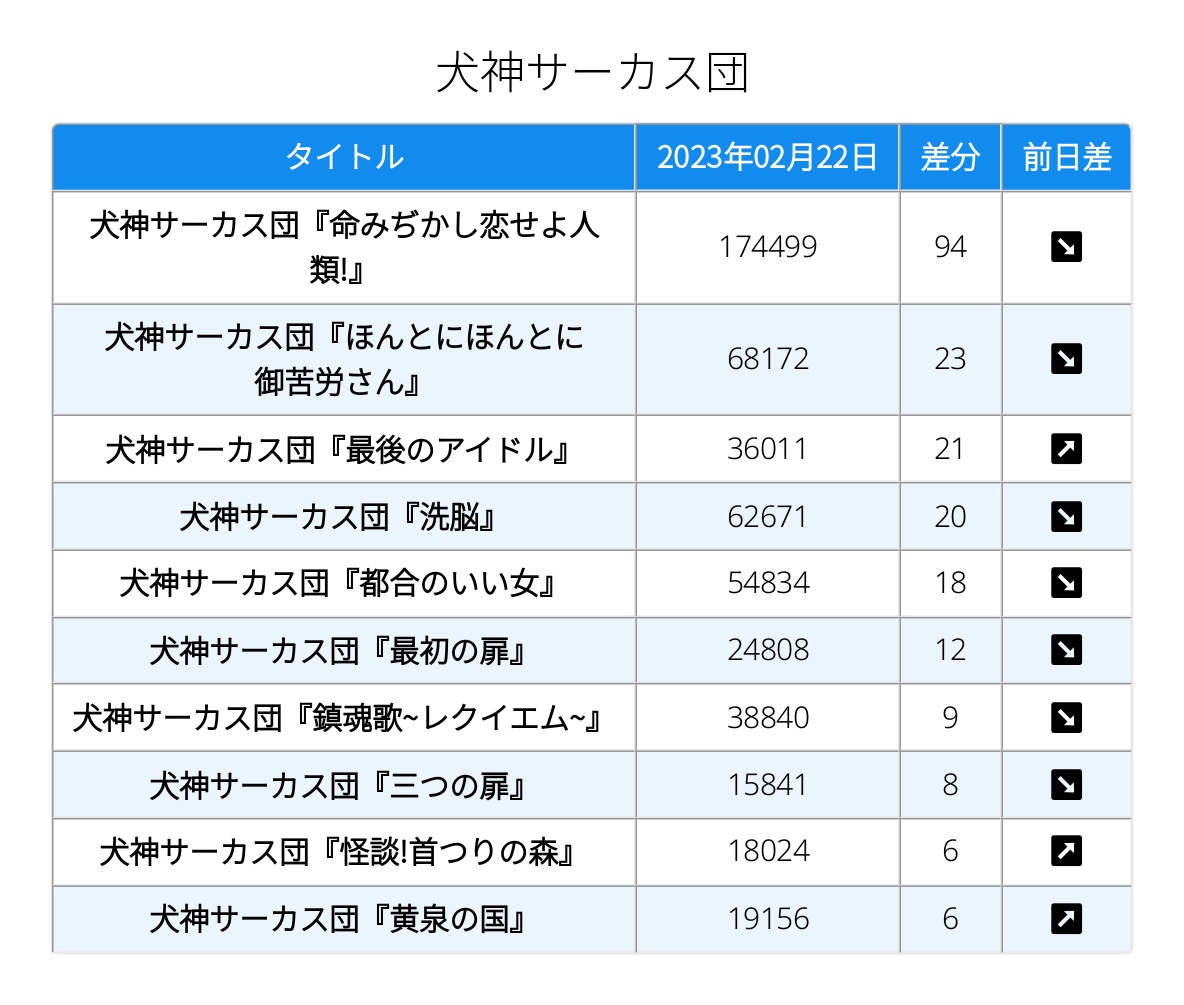 犬神サーカス団
タイトル 2023年02月22日 差分 前日差
犬神サーカス団『命みぢかし恋せよ人
類!』 174499 94 ↘
犬神サーカス団『ほんとにほんとに
御苦労さん』 68172 23 ↘
犬神サーカス団『最後のアイドル』 36011 21 ↗
犬神サーカス団『洗脳』 62671 20 ↘
犬神サーカス団『都合のいい女』 54834 18 ↘
犬神サーカス団『最初の扉』 24808 12 ↘
犬神サーカス団『鎮魂歌~レクイエム~』 38840 9 ↘
犬神サーカス団『三つの扉』 15841 8 ↘
犬神サーカス団『怪談!首つりの森』 18024 6 ↗
犬神サーカス団『黄泉の国』 19156 6 ↗